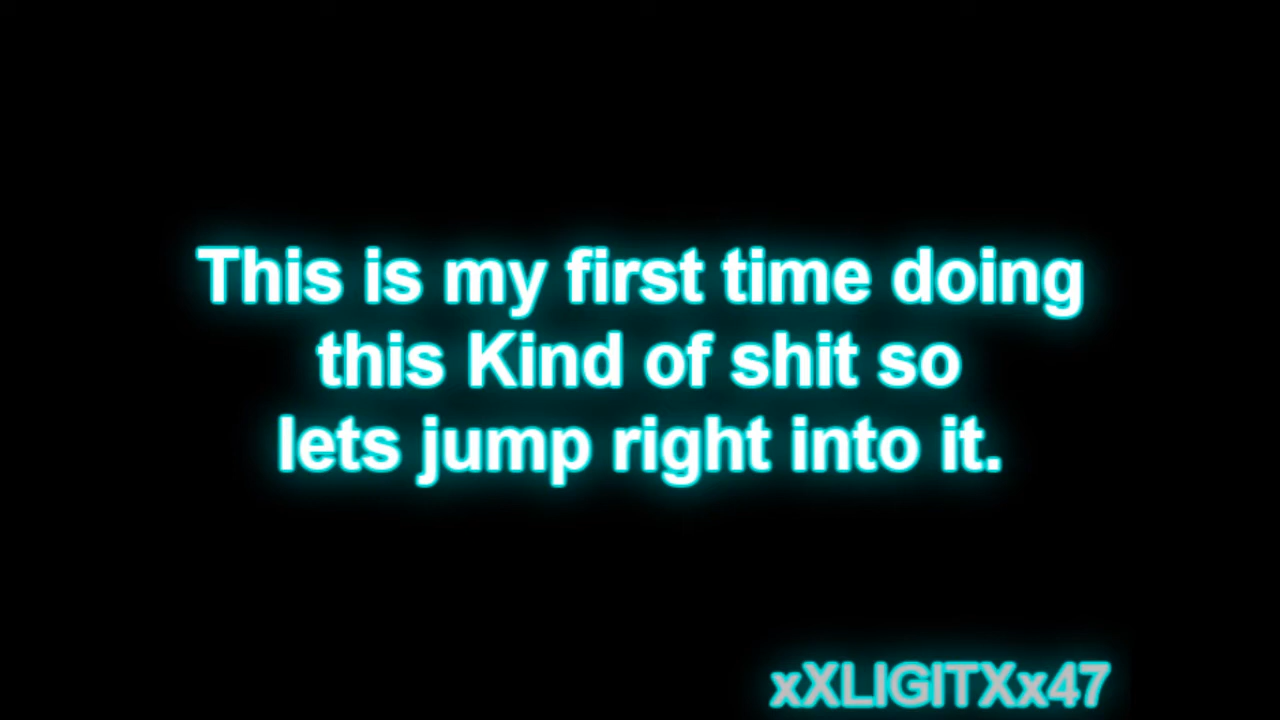 This is my first time doing
this Kind of shit so
lets jump right into it.
xXLIGITXx47